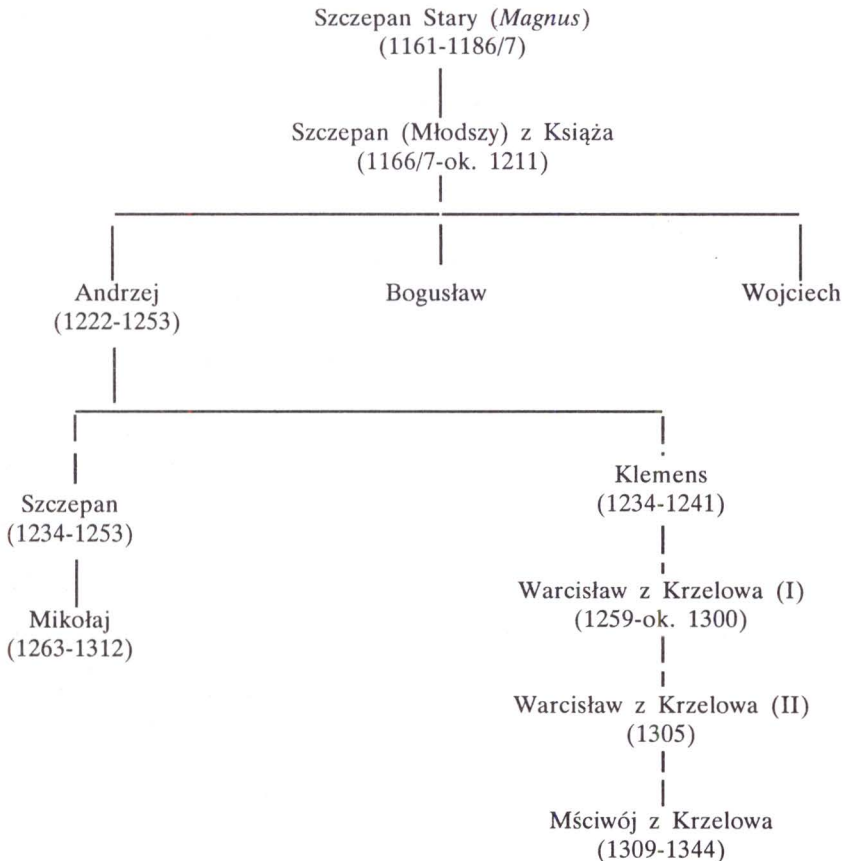 Szczepan Stary (Magnus)
(1161-1186/7)
Szczepan (Młodszy) z Książa
(1166/7-ok. 1211)
Andrzej
(1222-1253)
Bogusław
Wojciech
Szczepan
(1234-1253)
Mikołaj
(1263-1312)
Klemens
(1234-1241)
Warcisław z Krzelowa (I)
(1259-ok. 1300)
Warcisław z Krzelowa (II)
(1305)
Mściwój z Krzelowa
(1309-1344)